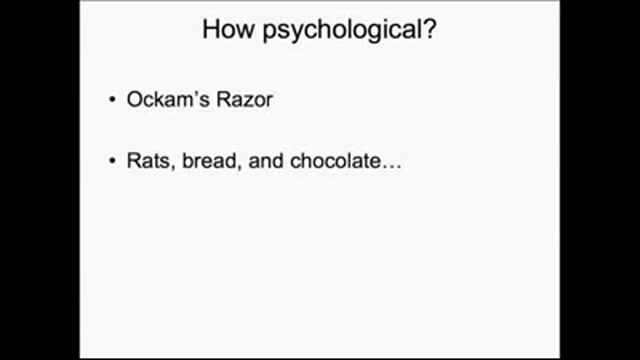 How psychological?
• Ockam's Razor
• Rats, bread, and chocolate…